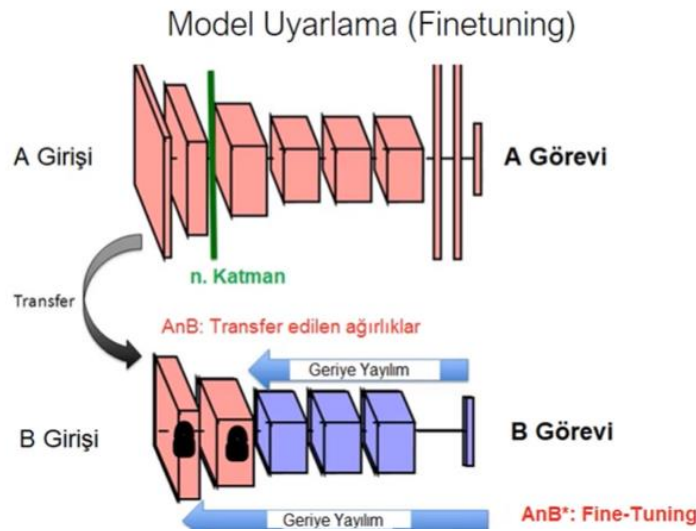 Model Uyarlama (Finetuning)
A Girişi
A Görevi
n. Katman
Transfer
AnB: Transfer edilen ağırlıklar
Geriye Yayılım
B Girişi
B Görevi
AnB*: Fine-Tuning
Geriye Yayılım